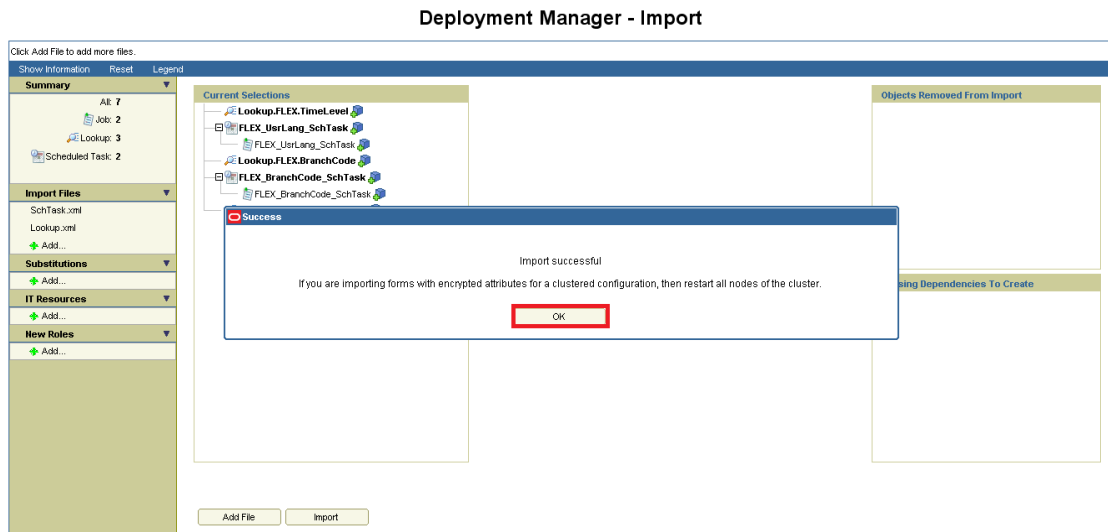 Deployment Manager - Import
Click Add File to add more files.
Show Information Reset Legend
Summary
All: 7
Job: 2
Lookup: 3
Scheduled Task: 2
Import Files
SchTask.xml
Lookup.xml
Add...
Substitutions
Add...
IT Resources
Add...
New Roles
Add...
Current Selections
Lookup.FLEX.TimeLevel
FLEX_UsrLang_SchTask
FLEX_UsrLang_SchTask
Lookup.FLEX.BranchCode
FLEX_BranchCode_SchTask
FLEX_BranchCode_SchTask
Success
Import successful
If you are importing forms with encrypted attributes for a clustered configuration, then restart all nodes of the cluster.
OK
Objects Removed From Import
sing Dependencies To Create
Add File
Import